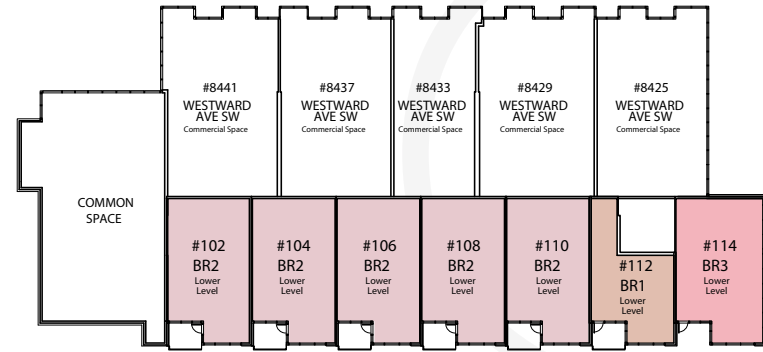 #8441
WESTWARD
AVE SW
Commercial Space
#8437
WESTWARD
AVE SW
Commercial Space
#8433
WESTWARD
AVE SW
Commercial Space
#8429
WESTWARD
AVE SW
Commercial Space
#8425
WESTWARD
AVE SW
Commercial Space
COMMON
SPACE
#102
BR2
Lower
Level
#104
BR2
Lower
Level
#106
BR2
Lower
Level
#108
BR2
Lower
Level
#110
BR2
Lower
Level
#112
BR1
Lower
Level
#114
BR3
Lower
Level